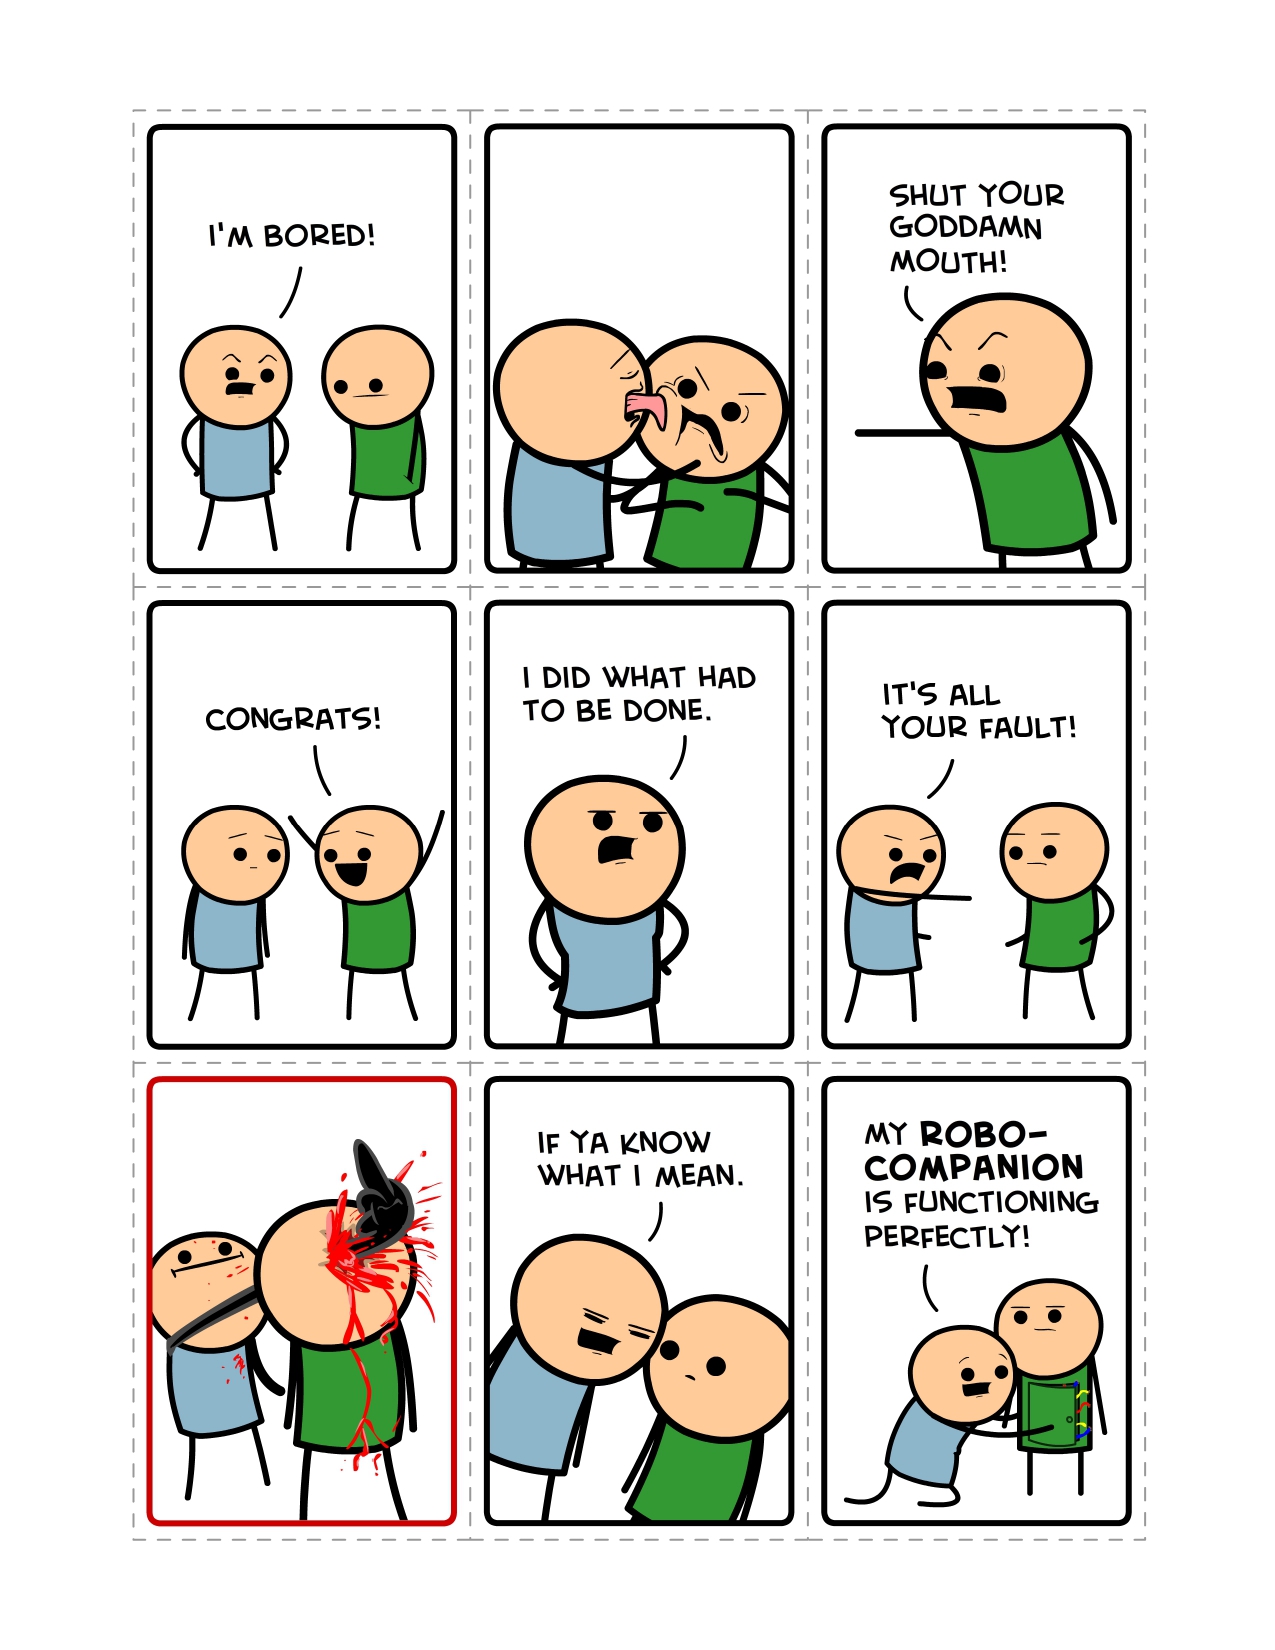 I'M BORED!
SHUT YOUR
GODDAMN
MOUTH!
CONGRATS!
I DID WHAT HAD
TO BE DONE.
IT'S ALL
YOUR FAULT!
IF YA KNOW
WHAT I MEAN.
MY ROBO-
COMPANION
IS FUNCTIONING
PERFECTLY!